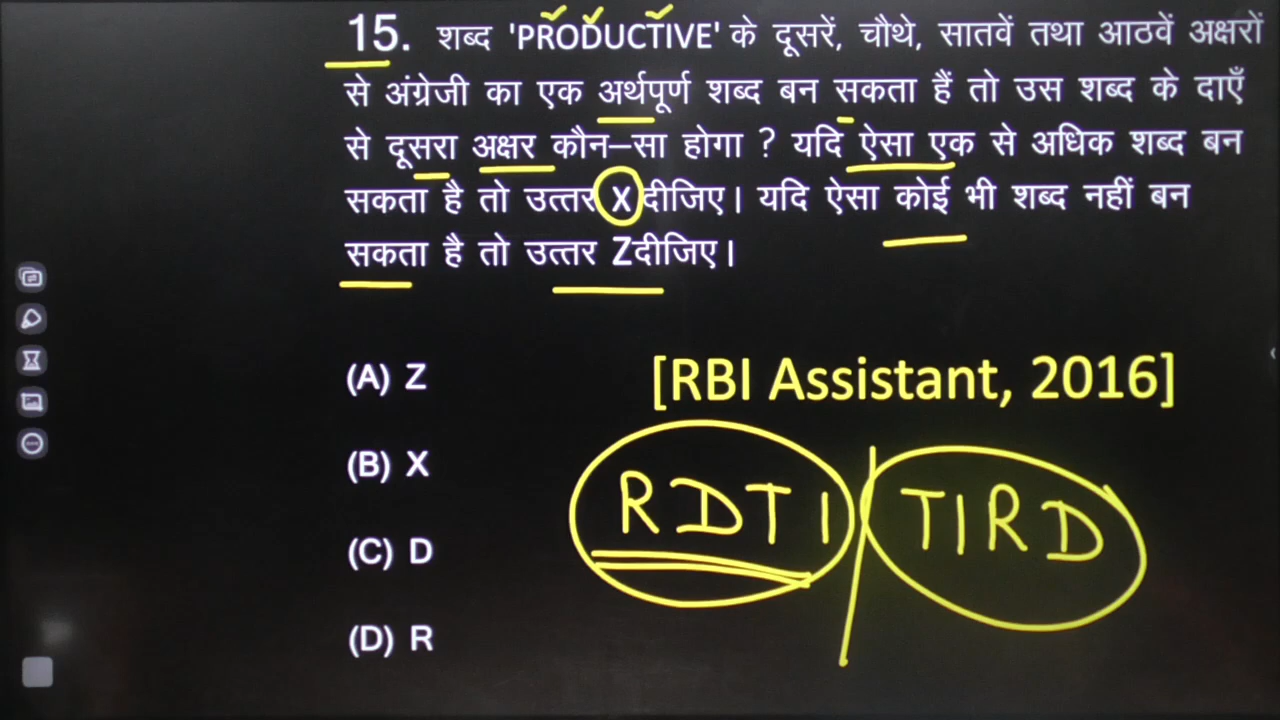 15. शब्द 'PRODUCTIVE' के दूसरें, चौथे, सातवें तथा आठवें अक्षरों
से अंग्रेजी का एक अर्थपूर्ण शब्द बन सकता हैं तो उस शब्द के दाएँ
से दूसरा अक्षर कौन–सा होगा ? यदि ऐसा एक से अधिक शब्द बन
सकता है तो उत्तर X दीजिए। यदि ऐसा कोई भी शब्द नहीं बन
सकता है तो उत्तर Zदीजिए।
(A) Z
[RBI Assistant, 2016]
(B) X
RDTI
TIRD
(C) D
(D) R